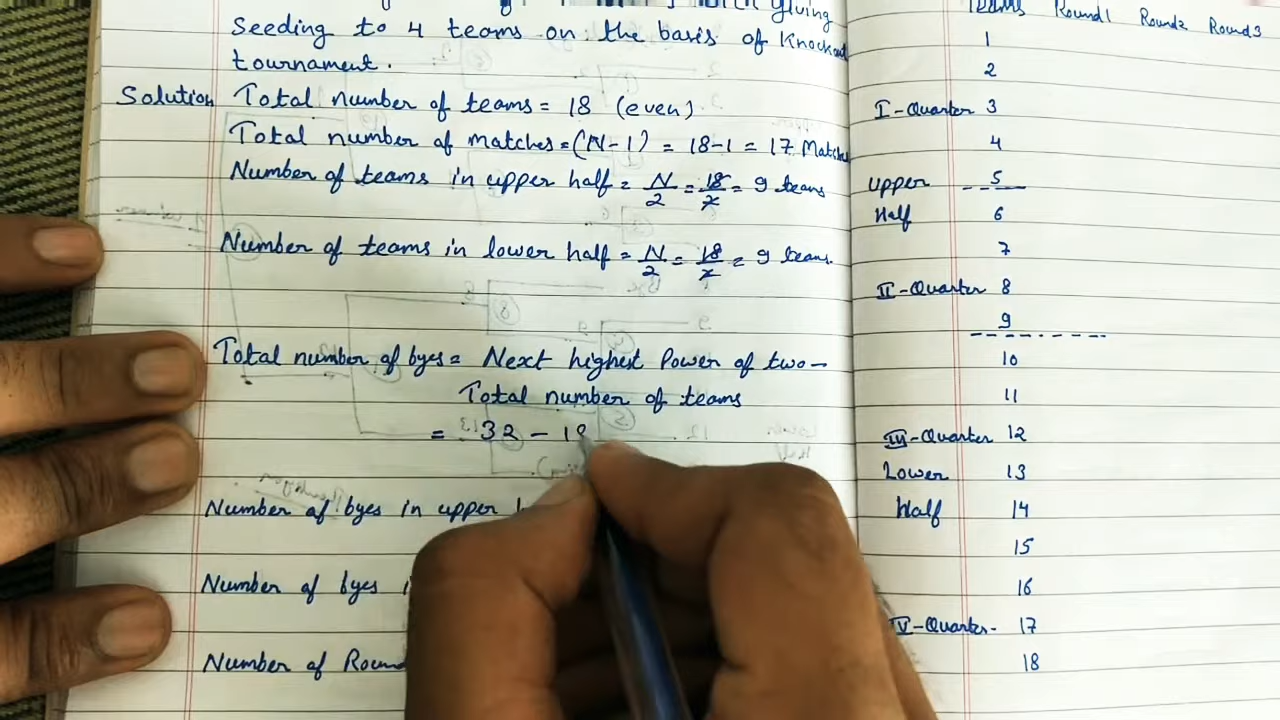 giving
Seeding to 4 teams on the basis of Knockout
tournament.
Solution Total number of teams = 18 (even).
Total number of matches = (N-1) = 18-1 = 17 Matches
Number of teams in upper half = N/2 = 18/2 = 9 teams
Number of teams in lower half = N/2 = 18/2 = 9 teams.
Total number of byes = Next highest Power of two -
Total number of teams
= 32 - 18
Number of byes in upper
Number of byes
Number of Round
Teams Round1 Round2 Round3
1
2
I-Quarter 3
4
upper 5
Half 6
7
II-Quarter 8
9
10
11
III-Quarter 12
Lower 13
Half 14
15
16
IV-Quarter- 17
18